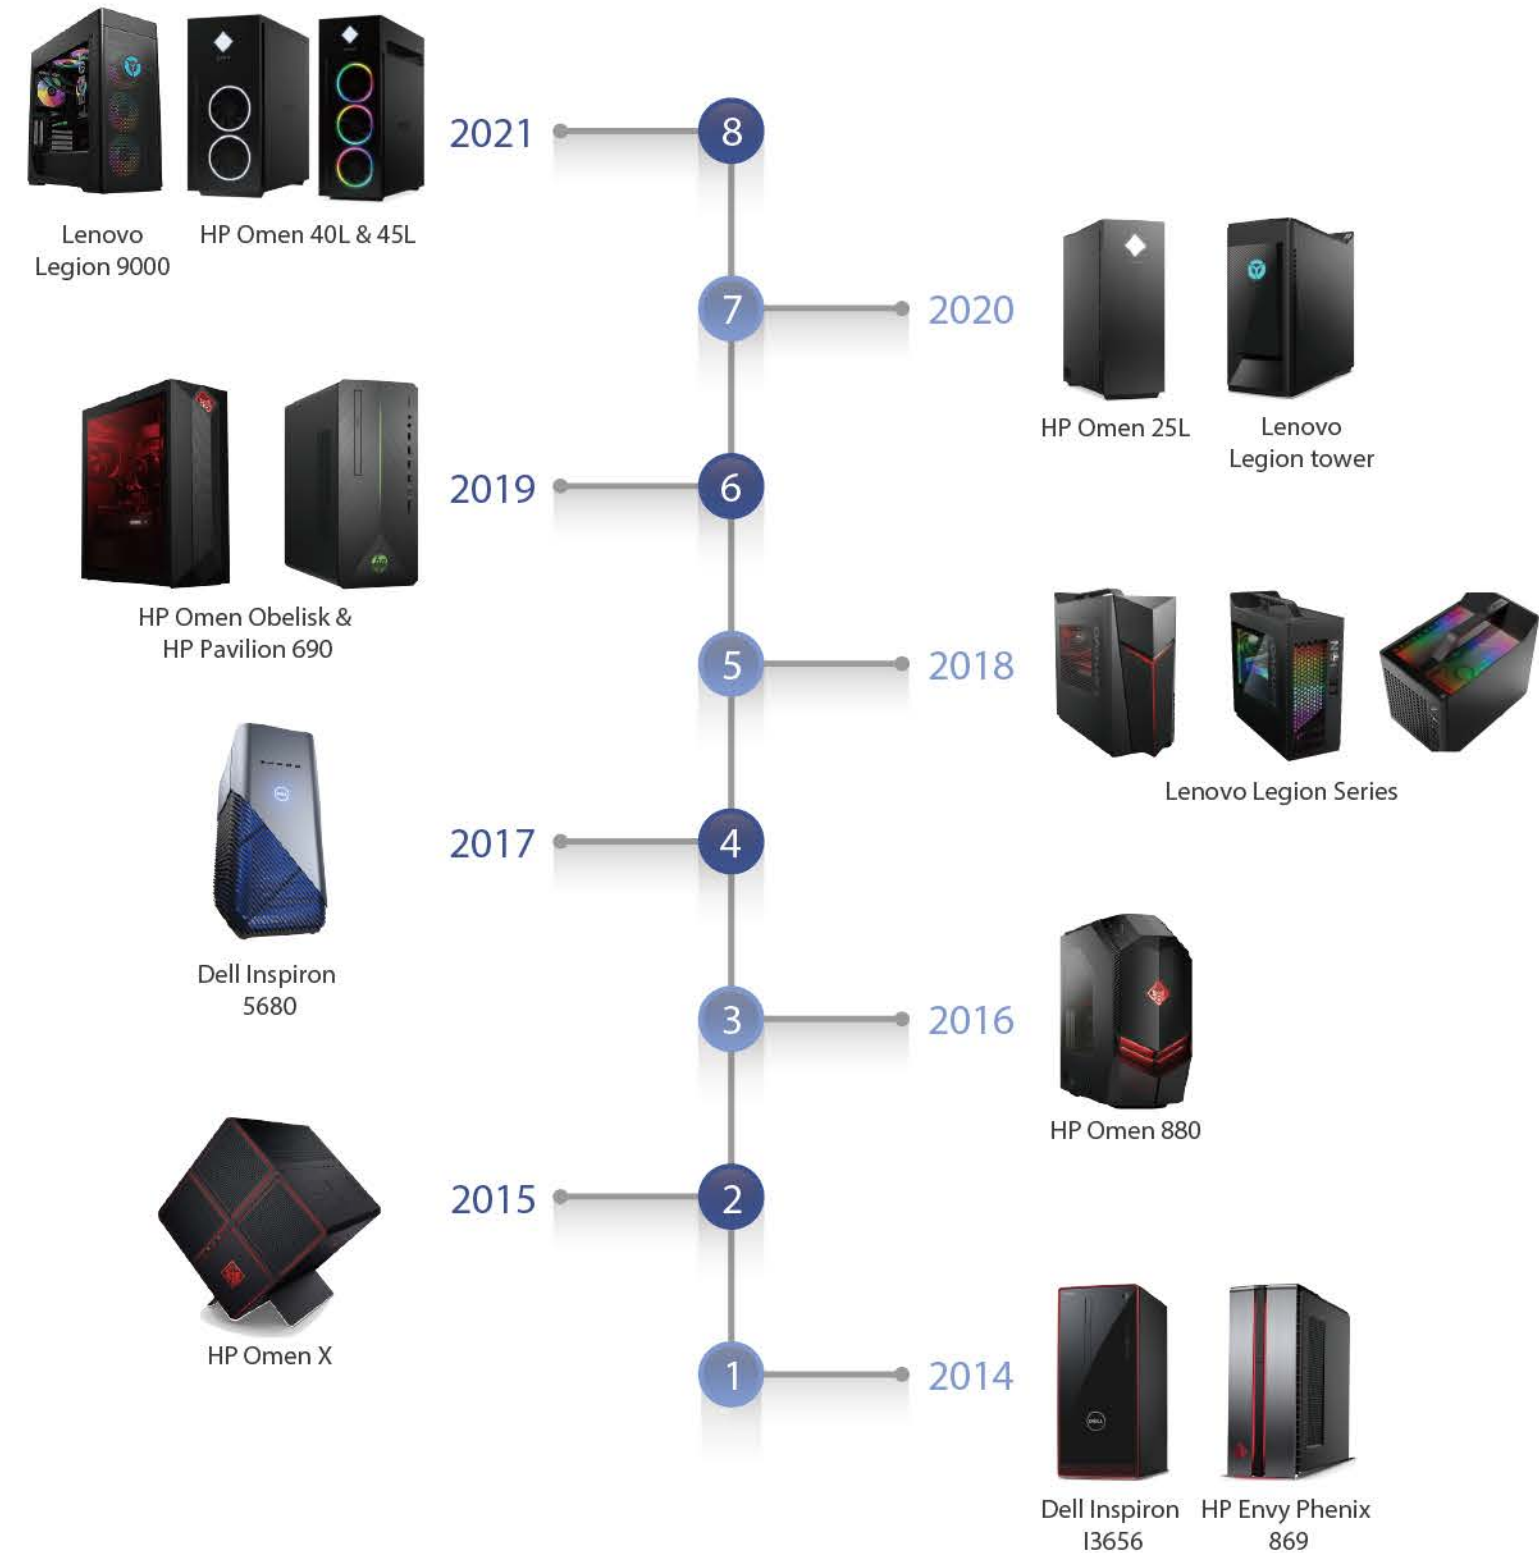 2021
8
Lenovo
Legion 9000
HP Omen 40L & 45L
7
2020
HP Omen 25L
Lenovo
Legion tower
2019
6
HP Omen Obelisk &
HP Pavilion 690
5
2018
Lenovo Legion Series
2017
4
Dell Inspiron
5680
3
2016
HP Omen 880
2015
2
HP Omen X
1
2014
DELL
Dell Inspiron
I3656
HP Envy Phenix
869